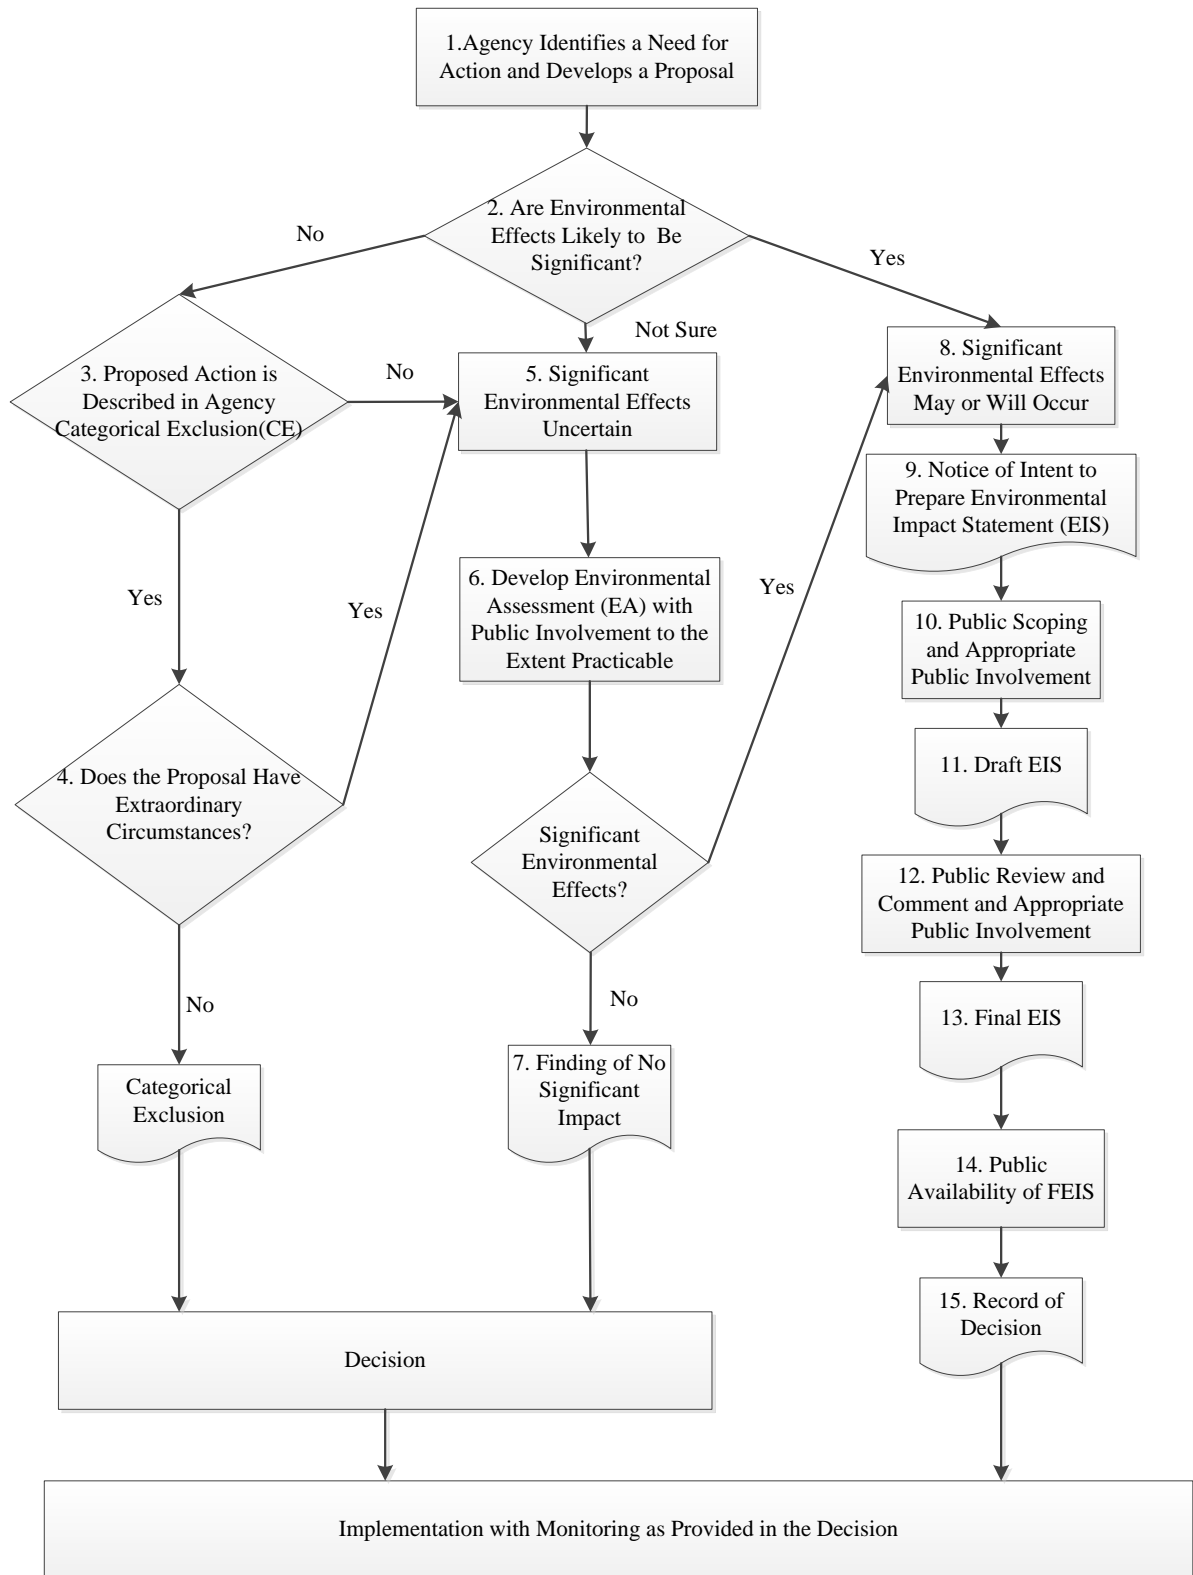 1.Agency Identifies a Need for
Action and Develops a Proposal
2. Are Environmental
Effects Likely to  Be
Significant?
No
Yes
Not Sure
3. Proposed Action is
Described in Agency
Categorical Exclusion(CE)
No
5. Significant
Environmental Effects
Uncertain
8. Significant
Environmental Effects
May or Will Occur
9. Notice of Intent to
Prepare Environmental
Impact Statement (EIS)
Yes
Yes
6. Develop Environmental
Assessment (EA) with
Public Involvement to the
Extent Practicable
Yes
10. Public Scoping
and Appropriate
Public Involvement
4. Does the Proposal Have
Extraordinary
Circumstances?
Significant
Environmental
Effects?
11. Draft EIS
12. Public Review and
Comment and Appropriate
Public Involvement
No
No
13. Final EIS
Categorical
Exclusion
7. Finding of No
Significant
Impact
14. Public
Availability of FEIS
15. Record of
Decision
Decision
Implementation with Monitoring as Provided in the Decision